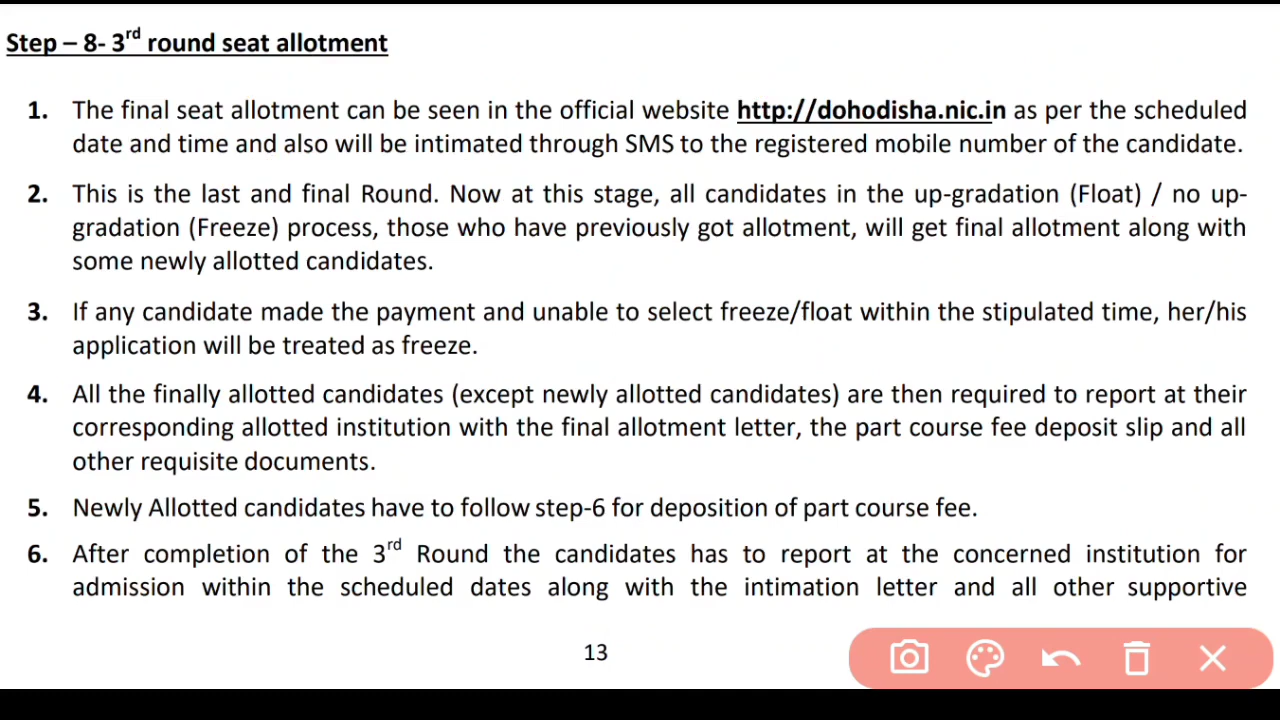 Step – 8- 3rd round seat allotment
1. The final seat allotment can be seen in the official website http://dohodisha.nic.in as per the scheduled
date and time and also will be intimated through SMS to the registered mobile number of the candidate.
2. This is the last and final Round. Now at this stage, all candidates in the up-gradation (Float) / no up-
gradation (Freeze) process, those who have previously got allotment, will get final allotment along with
some newly allotted candidates.
3. If any candidate made the payment and unable to select freeze/float within the stipulated time, her/his
application will be treated as freeze.
4. All the finally allotted candidates (except newly allotted candidates) are then required to report at their
corresponding allotted institution with the final allotment letter, the part course fee deposit slip and all
other requisite documents.
5. Newly Allotted candidates have to follow step-6 for deposition of part course fee.
6. After completion of the 3rd Round the candidates has to report at the concerned institution for
admission within the scheduled dates along with the intimation letter and all other supportive
13